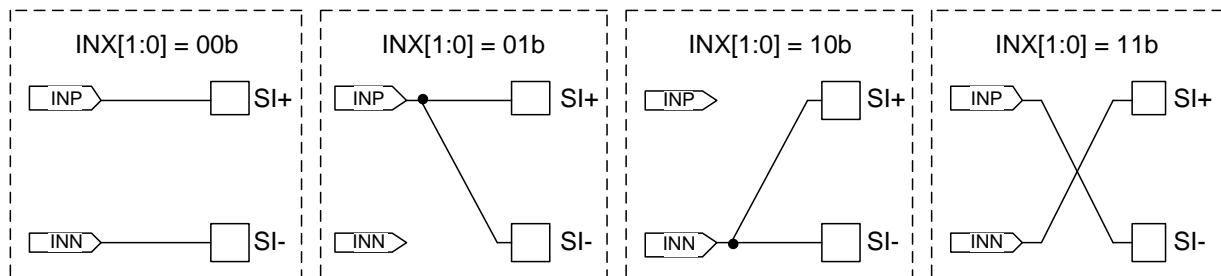 INX[1:0] = 00b
INP
SI+
INN
SI-
INX[1:0] = 01b
INP
SI+
INN
SI-
INX[1:0] = 10b
INP
SI+
INN
SI-
INX[1:0] = 11b
INP
SI+
INN
SI-